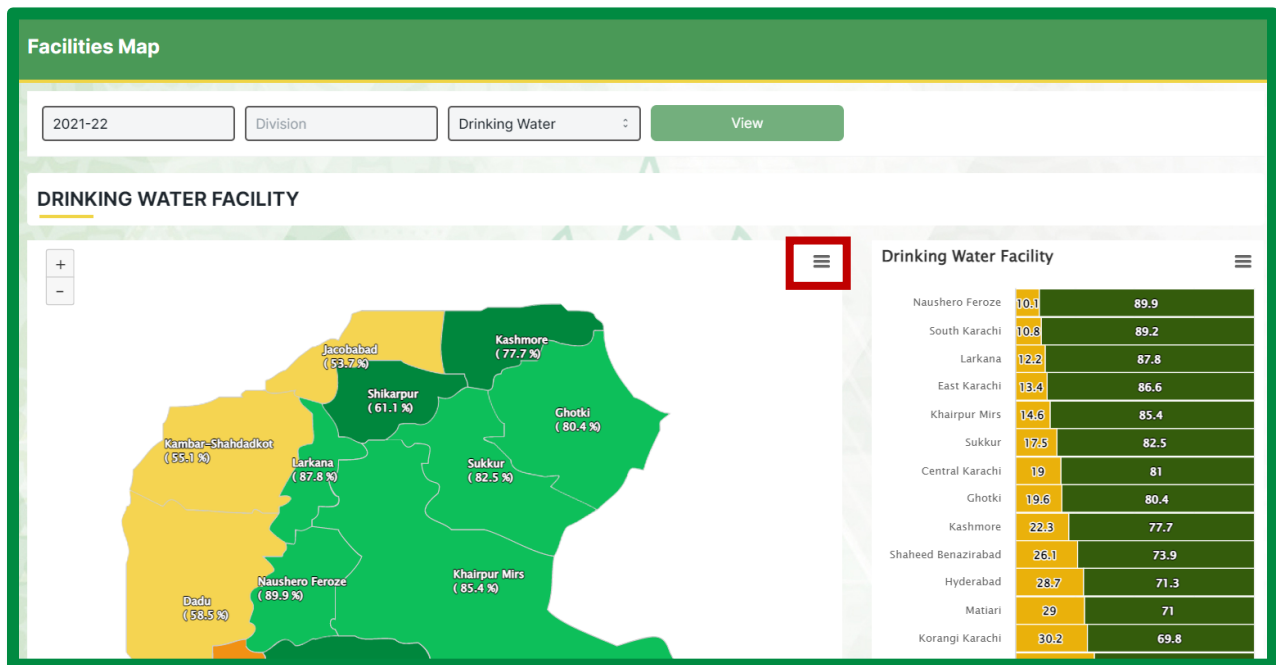 Facilities Map
2021-22
Division
Drinking Water
View
DRINKING WATER FACILITY
+
−
Jacobabad
( 53.7 %)
Kashmore
( 77.7 %)
Shikarpur
( 61.1 %)
Ghotki
( 80.4 %)
Kambar-Shahdadkot
( 55.1 %)
Larkana
( 87.8 %)
Sukkur
( 82.5 %)
Naushero Feroze
( 89.9 %)
Khairpur Mirs
( 85.4 %)
Dadu
( 58.5 %)
Drinking Water Facility
Naushero Feroze 10.1 89.9
South Karachi 10.8 89.2
Larkana 12.2 87.8
East Karachi 13.4 86.6
Khairpur Mirs 14.6 85.4
Sukkur 17.5 82.5
Central Karachi 19 81
Ghotki 19.6 80.4
Kashmore 22.3 77.7
Shaheed Benazirabad 26.1 73.9
Hyderabad 28.7 71.3
Matiari 29 71
Korangi Karachi 30.2 69.8